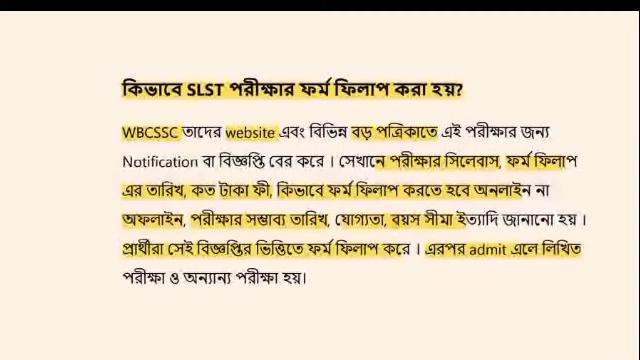 কিভাবে SLST পরীক্ষার ফর্ম ফিলাপ করা হয়?
WBCSSC তাদের website এবং বিভিন্ন বড় পত্রিকাতে এই পরীক্ষার জন্য
Notification বা বিজ্ঞপ্তি বের করে । সেখানে পরীক্ষার সিলেবাস, ফর্ম ফিলাপ
এর তারিখ, কত টাকা ফী, কিভাবে ফর্ম ফিলাপ করতে হবে অনলাইন না
অফলাইন, পরীক্ষার সম্ভাব্য তারিখ, যোগ্যতা, বয়স সীমা ইত্যাদি জানানো হয় ।
প্রার্থীরা সেই বিজ্ঞপ্তির ভিত্তিতে ফর্ম ফিলাপ করে । এরপর admit এলে লিখিত
পরীক্ষা ও অন্যান্য পরীক্ষা হয়।